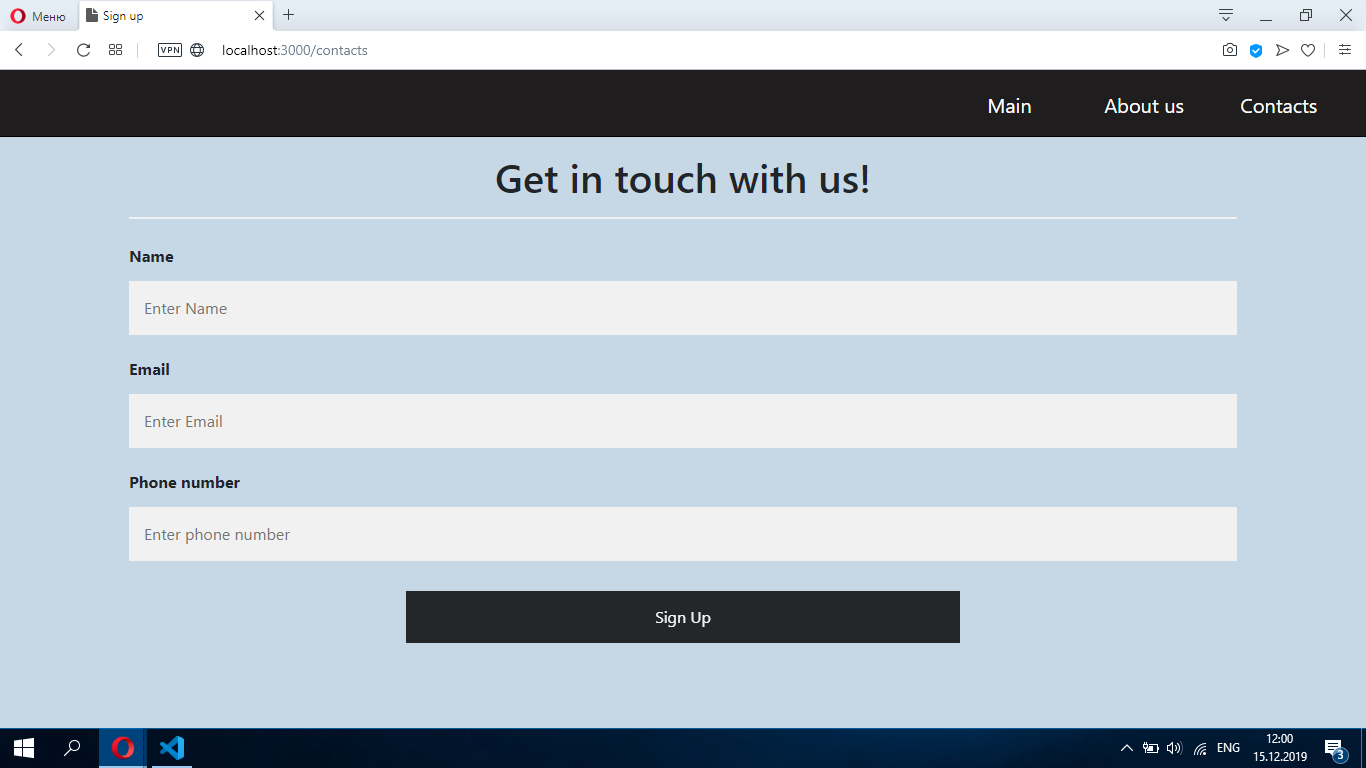 Меню Sign up
VPN localhost:3000/contacts
Main About us Contacts
Get in touch with us!
Name
Enter Name
Email
Enter Email
Phone number
Enter phone number
Sign Up
ENG 12:00
15.12.2019 3